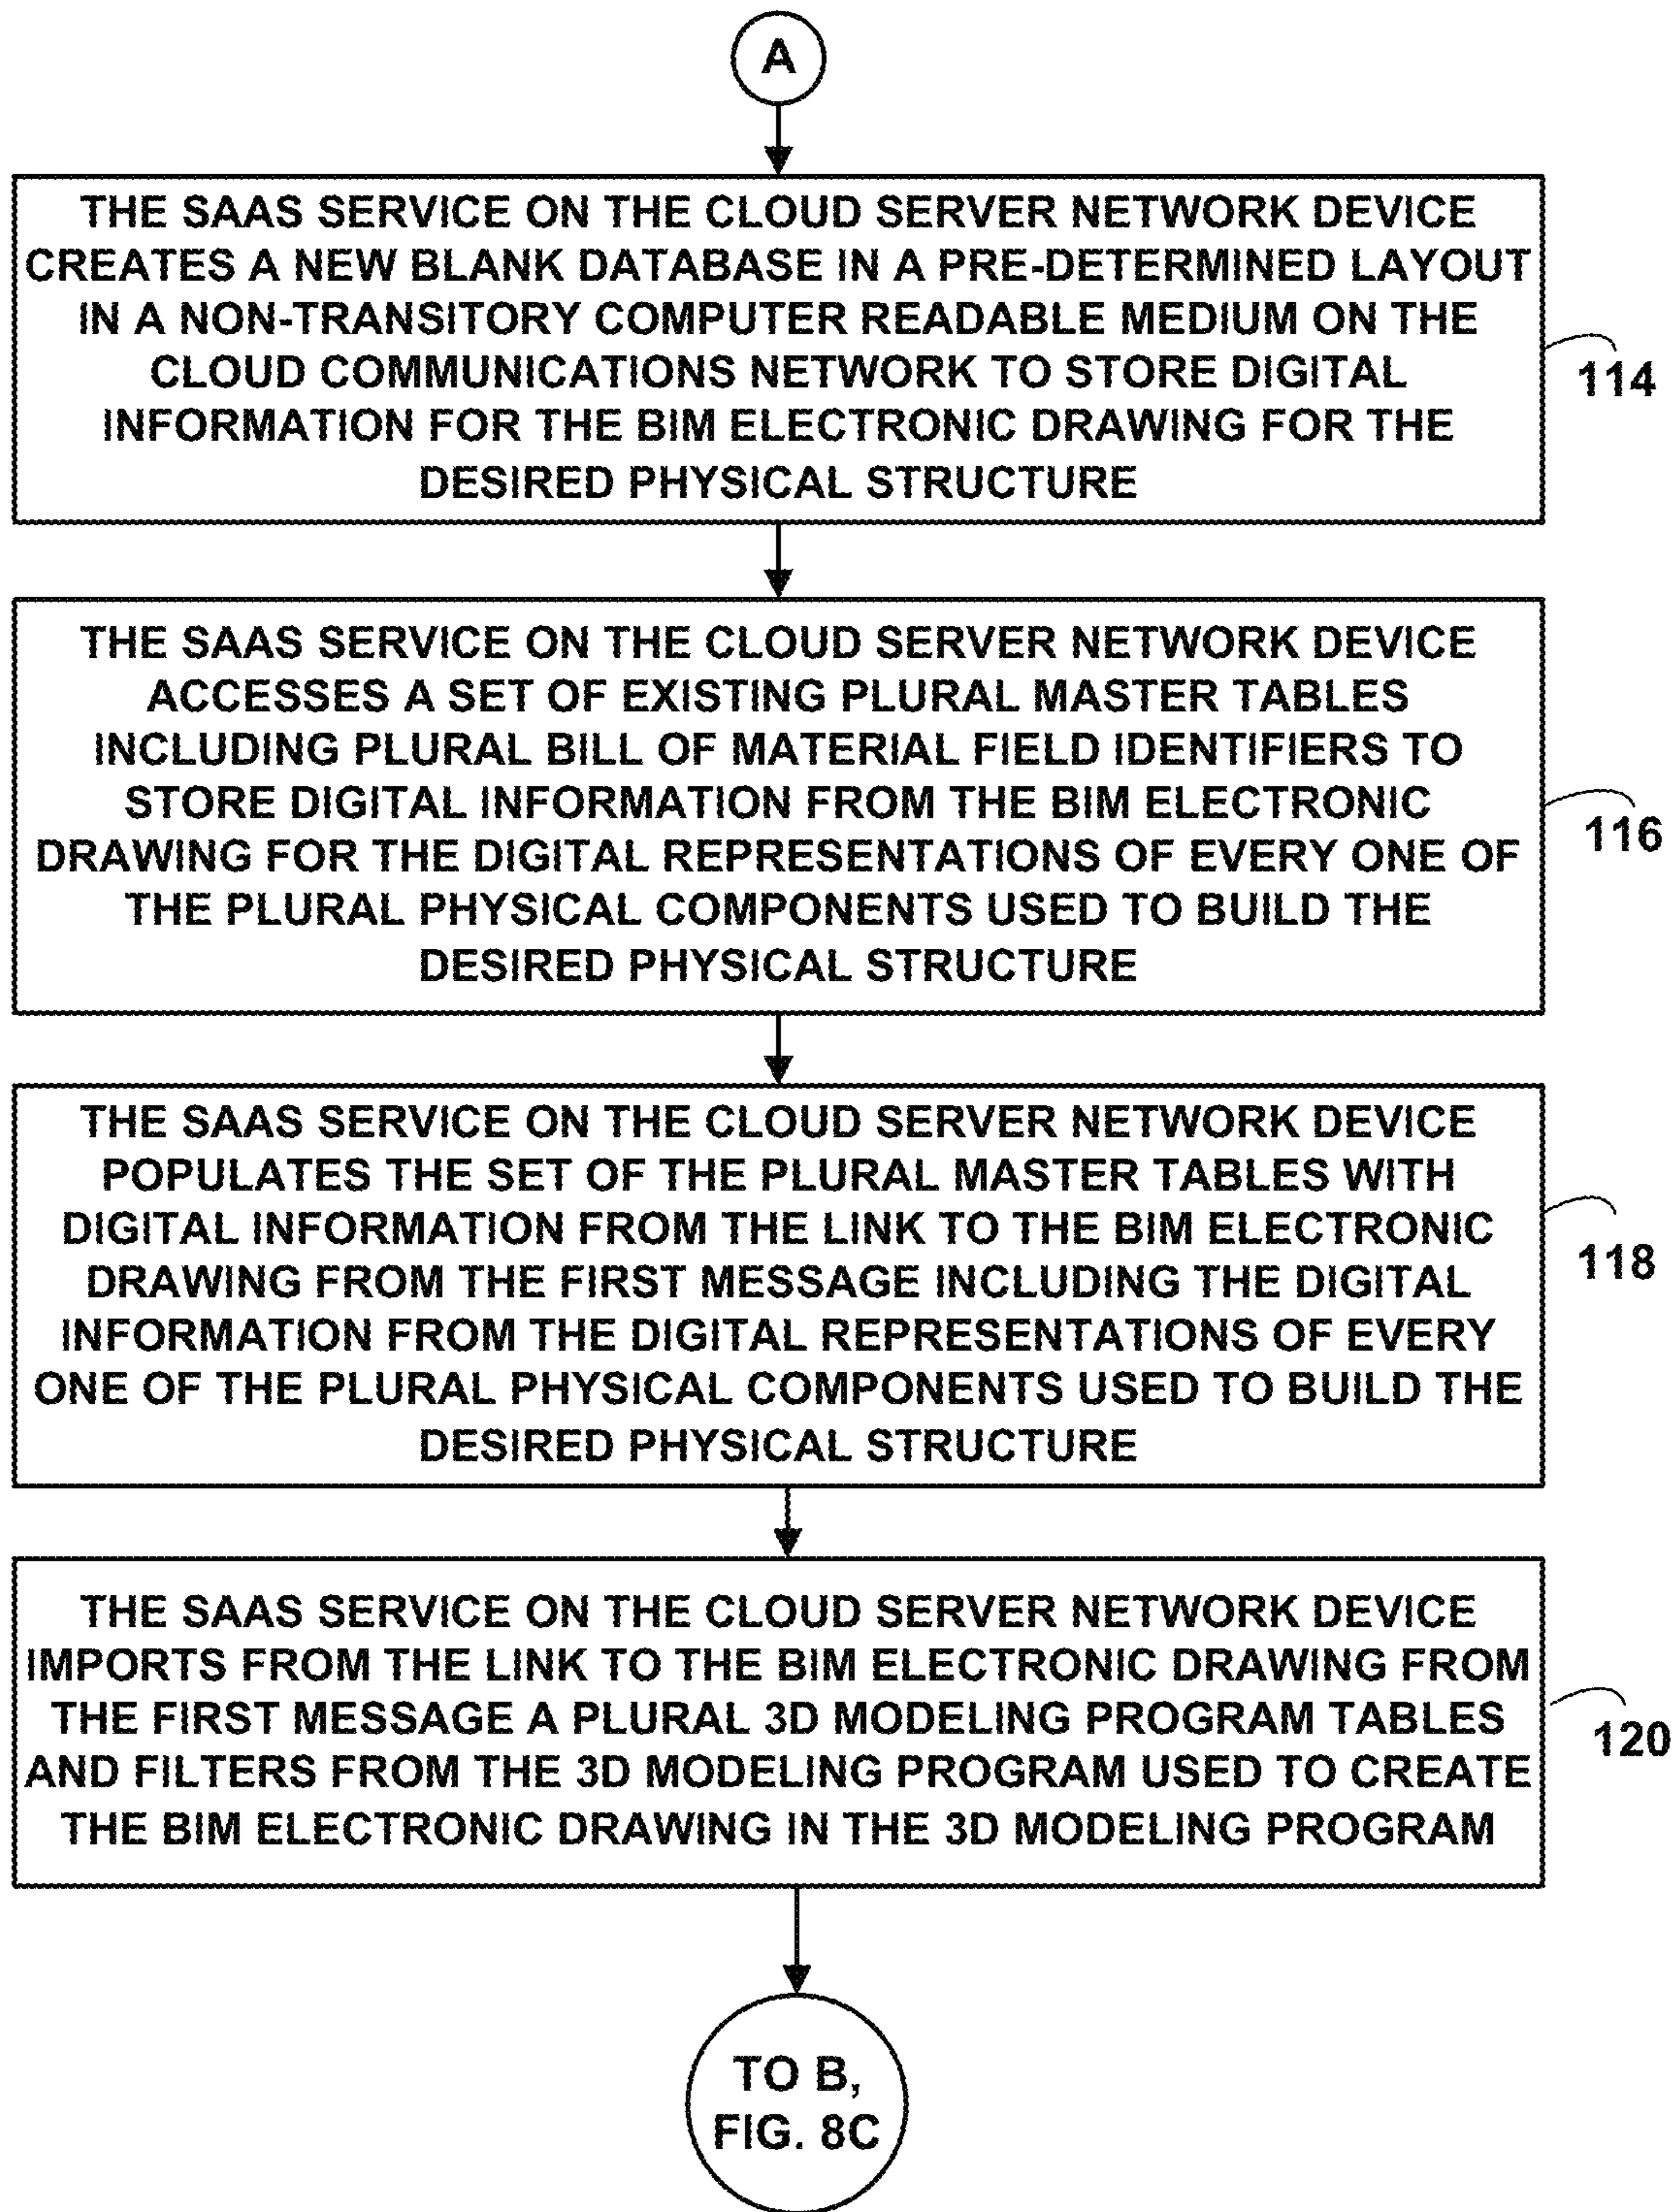 A
THE SAAS SERVICE ON THE CLOUD SERVER NETWORK DEVICE
CREATES A NEW BLANK DATABASE IN A PRE-DETERMINED LAYOUT
IN A NON-TRANSITORY COMPUTER READABLE MEDIUM ON THE
CLOUD COMMUNICATIONS NETWORK TO STORE DIGITAL
INFORMATION FOR THE BIM ELECTRONIC DRAWING FOR THE
DESIRED PHYSICAL STRUCTURE
114
THE SAAS SERVICE ON THE CLOUD SERVER NETWORK DEVICE
ACCESSES A SET OF EXISTING PLURAL MASTER TABLES
INCLUDING PLURAL BILL OF MATERIAL FIELD IDENTIFIERS TO
STORE DIGITAL INFORMATION FROM THE BIM ELECTRONIC
DRAWING FOR THE DIGITAL REPRESENTATIONS OF EVERY ONE OF
THE PLURAL PHYSICAL COMPONENTS USED TO BUILD THE
DESIRED PHYSICAL STRUCTURE
116
THE SAAS SERVICE ON THE CLOUD SERVER NETWORK DEVICE
POPULATES THE SET OF THE PLURAL MASTER TABLES WITH
DIGITAL INFORMATION FROM THE LINK TO THE BIM ELECTRONIC
DRAWING FROM THE FIRST MESSAGE INCLUDING THE DIGITAL
INFORMATION FROM THE DIGITAL REPRESENTATIONS OF EVERY
ONE OF THE PLURAL PHYSICAL COMPONENTS USED TO BUILD THE
DESIRED PHYSICAL STRUCTURE
118
THE SAAS SERVICE ON THE CLOUD SERVER NETWORK DEVICE
IMPORTS FROM THE LINK TO THE BIM ELECTRONIC DRAWING FROM
THE FIRST MESSAGE A PLURAL 3D MODELING PROGRAM TABLES
AND FILTERS FROM THE 3D MODELING PROGRAM USED TO CREATE
THE BIM ELECTRONIC DRAWING IN THE 3D MODELING PROGRAM
120
TO B,
FIG. 8C